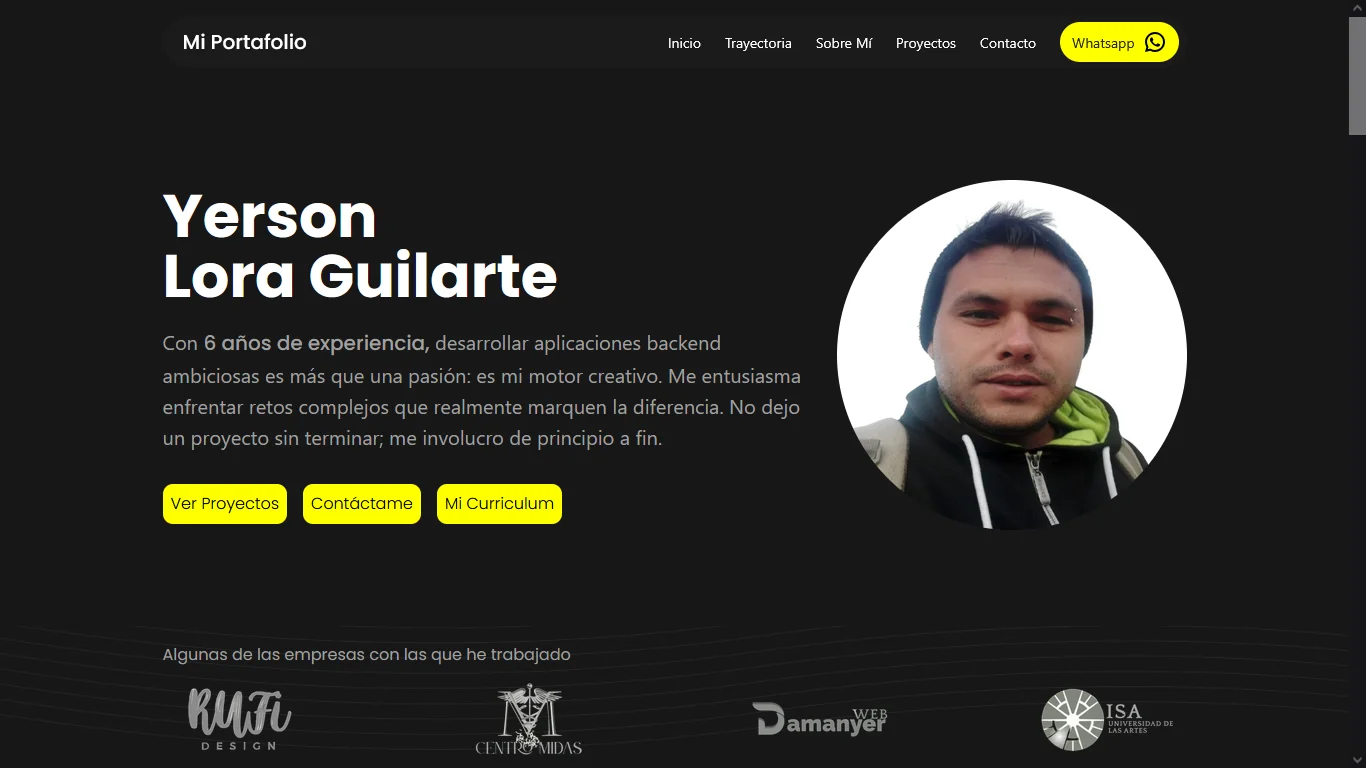 Mi Portafolio
Inicio Trayectoria Sobre Mí Proyectos Contacto Whatsapp
Yerson
Lora Guilarte
Con 6 años de experiencia, desarrollar aplicaciones backend
ambiciosas es más que una pasión: es mi motor creativo. Me entusiasma
enfrentar retos complejos que realmente marquen la diferencia. No dejo
un proyecto sin terminar; me involucro de principio a fin.
Ver Proyectos Contáctame Mi Curriculum
Algunas de las empresas con las que he trabajado
RUFi
DESIGN
CENTRO MIDAS
Damanyer WEB
ISA
UNIVERSIDAD DE
LAS ARTES